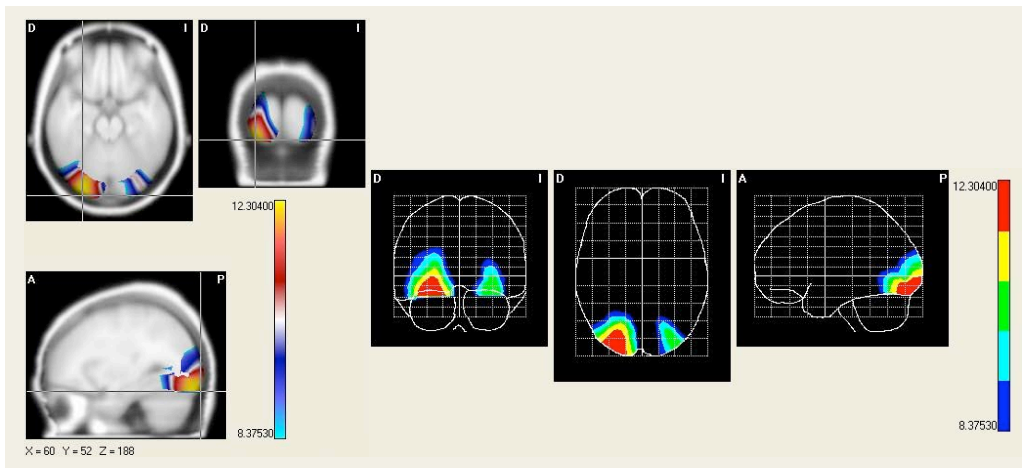 D I
D I
12.30400
8.37530
A P
X = 60 Y = 52 Z = 188
D I
D I
A P
12.30400
8.37530